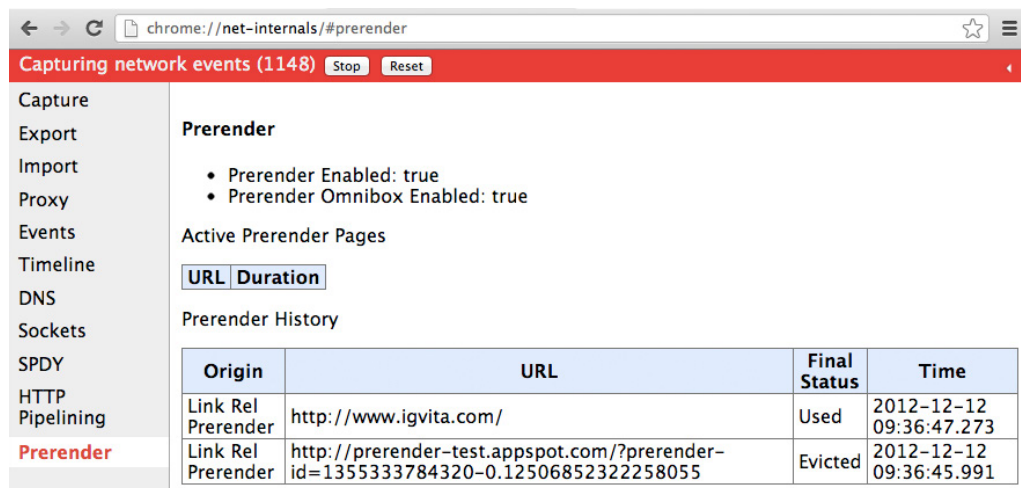 chrome://net-internals/#prerender
Capturing network events (1148) Stop Reset
Capture
Export
Import
Proxy
Events
Timeline
DNS
Sockets
SPDY
HTTP
Pipelining
Prerender
Prerender
• Prerender Enabled: true
• Prerender Omnibox Enabled: true
Active Prerender Pages
URL Duration
Prerender History
Origin URL Final Status Time
Link Rel
Prerender
http://www.igvita.com/
Used
2012-12-12
09:36:47.273
Link Rel
Prerender
http://prerender-test.appspot.com/?prerender-
id=1355333784320-0.12506852322258055
Evicted
2012-12-12
09:36:45.991